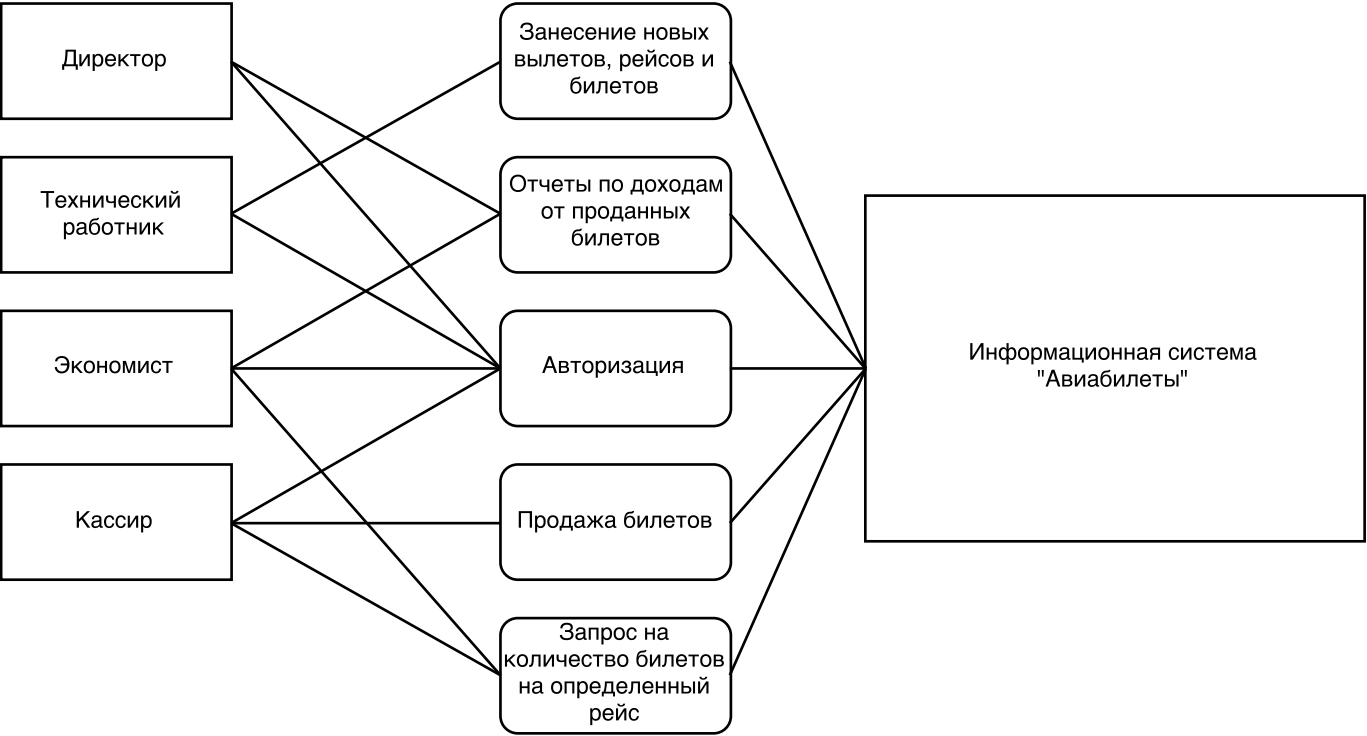 Директор
Технический
работник
Экономист
Кассир
Занесение новых
вылетов, рейсов и
билетов
Отчеты по доходам
от проданных
билетов
Авторизация
Продажа билетов
Запрос на
количество билетов
на определенный
рейс
Информационная система
"Авиабилеты"